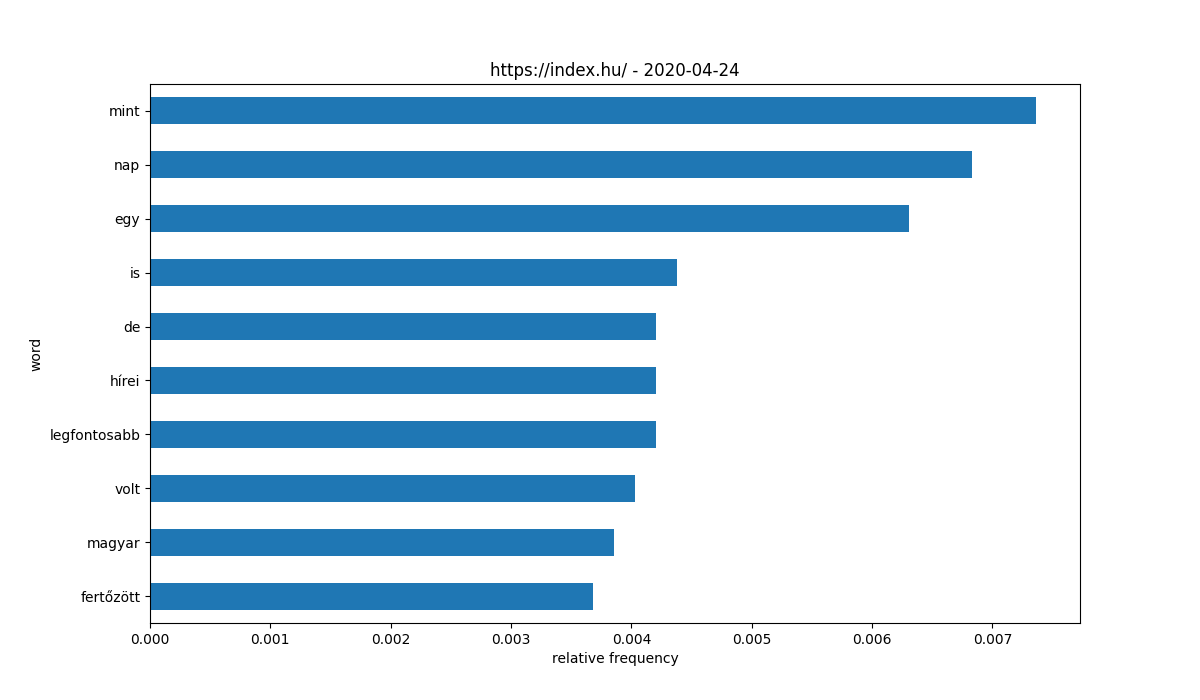 https://index.hu/ - 2020-04-24
mint
nap
egy
is
de
hírei
legfontosabb
volt
magyar
fertőzött
word
0.000 0.001 0.002 0.003 0.004 0.005 0.006 0.007
relative frequency